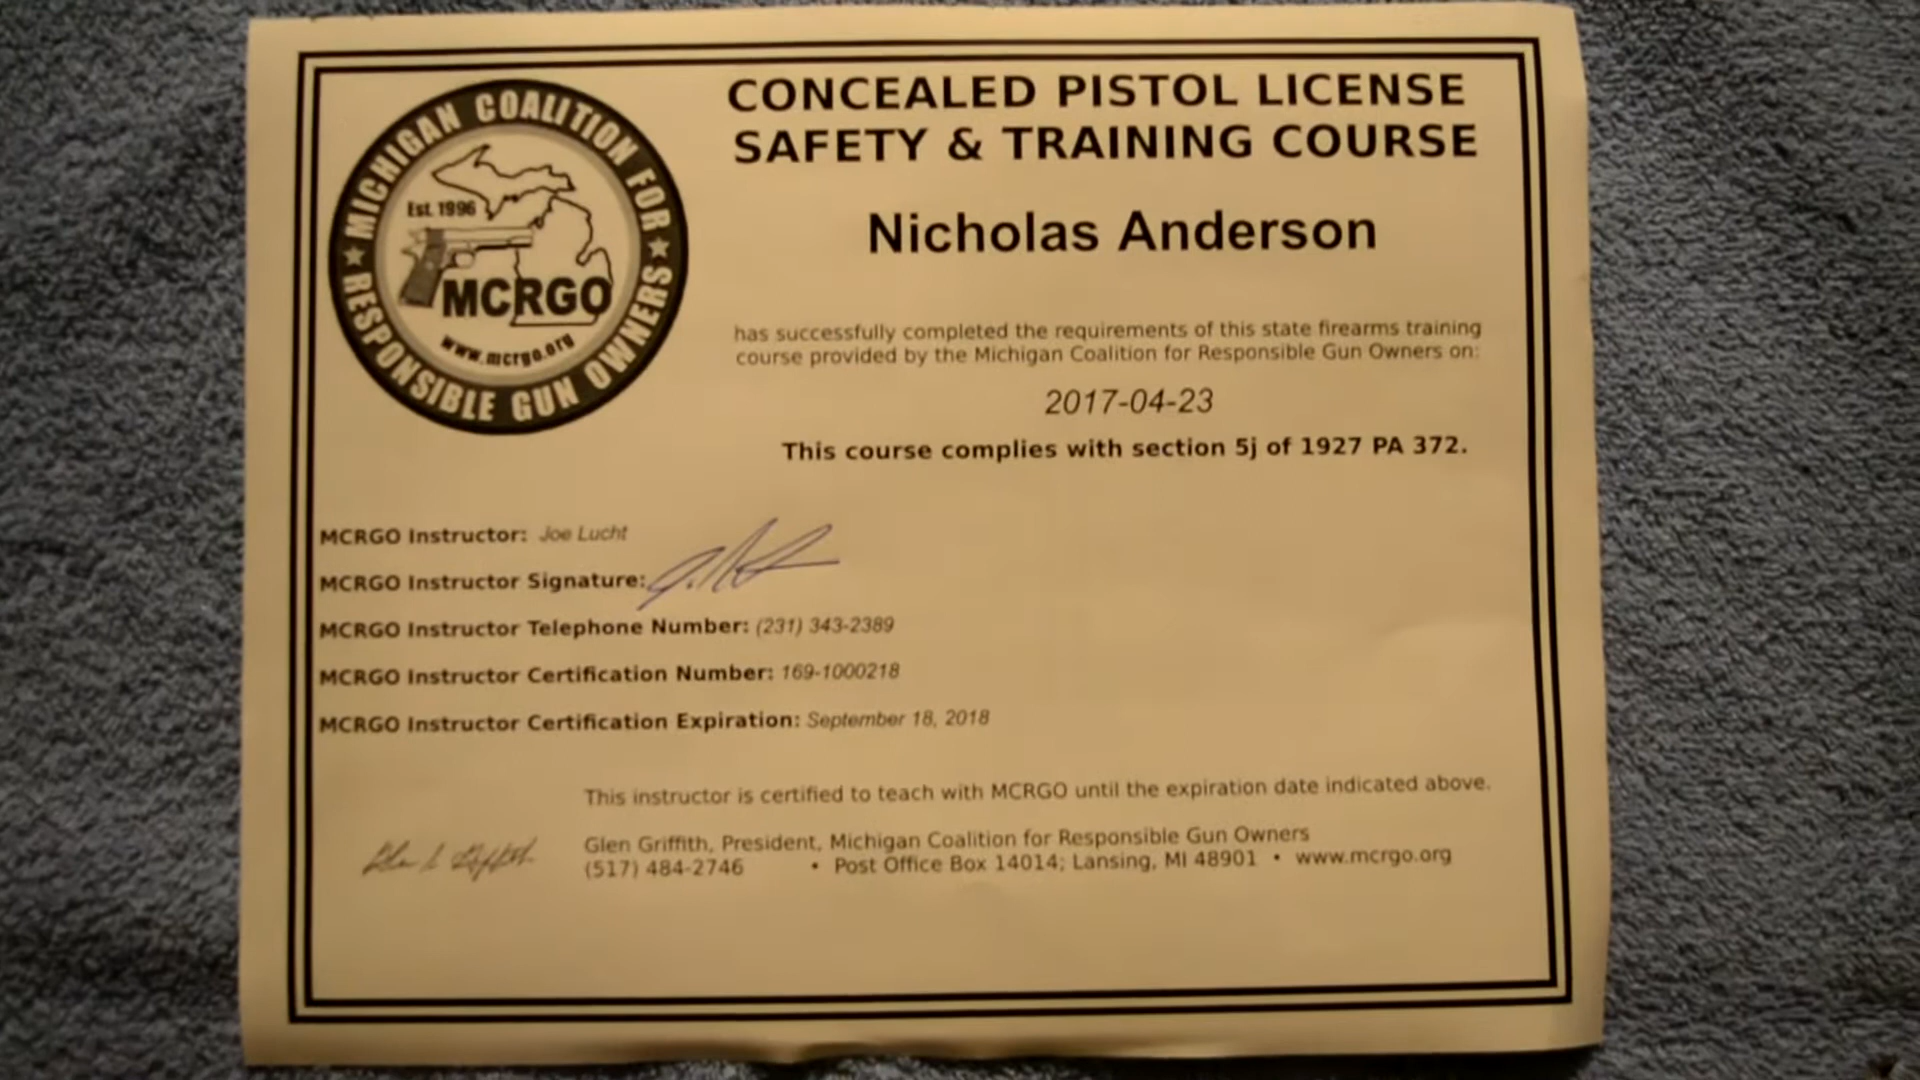 MICHIGAN COALITION FOR
RESPONSIBLE GUN OWNERS
Est. 1996
MCRGO
www.mcrgo.org
CONCEALED PISTOL LICENSE
SAFETY & TRAINING COURSE
Nicholas Anderson
has successfully completed the requirements of this state firearms training
course provided by the Michigan Coalition for Responsible Gun Owners on:
2017-04-23
This course complies with section 5j of 1927 PA 372.
MCRGO Instructor: Joe Lucht
MCRGO Instructor Signature:
MCRGO Instructor Telephone Number: (231) 343-2389
MCRGO Instructor Certification Number: 169-1000218
MCRGO Instructor Certification Expiration: September 18, 2018
This instructor is certified to teach with MCRGO until the expiration date indicated above.
Glen Griffith, President, Michigan Coalition for Responsible Gun Owners
(517) 484-2746 • Post Office Box 14014; Lansing, MI 48901 • www.mcrgo.org